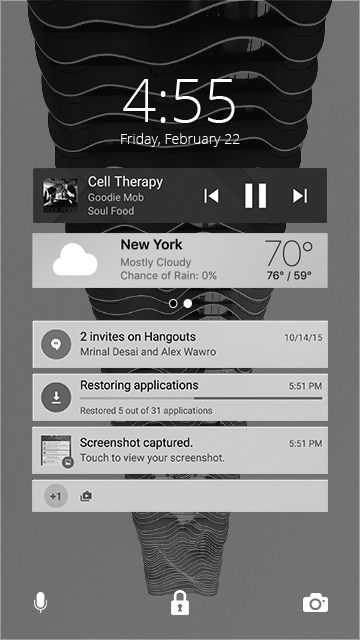 4:55
Friday, February 22
Cell Therapy
Goodie Mob
Soul Food
New York
70°
Mostly Cloudy
Chance of Rain: 0%
76° / 59°
2 invites on Hangouts
10/14/15
Mrinal Desai and Alex Wawro
Restoring applications
5:51 PM
Restored 5 out of 31 applications
Screenshot captured.
5:51 PM
Touch to view your screenshot.
+1